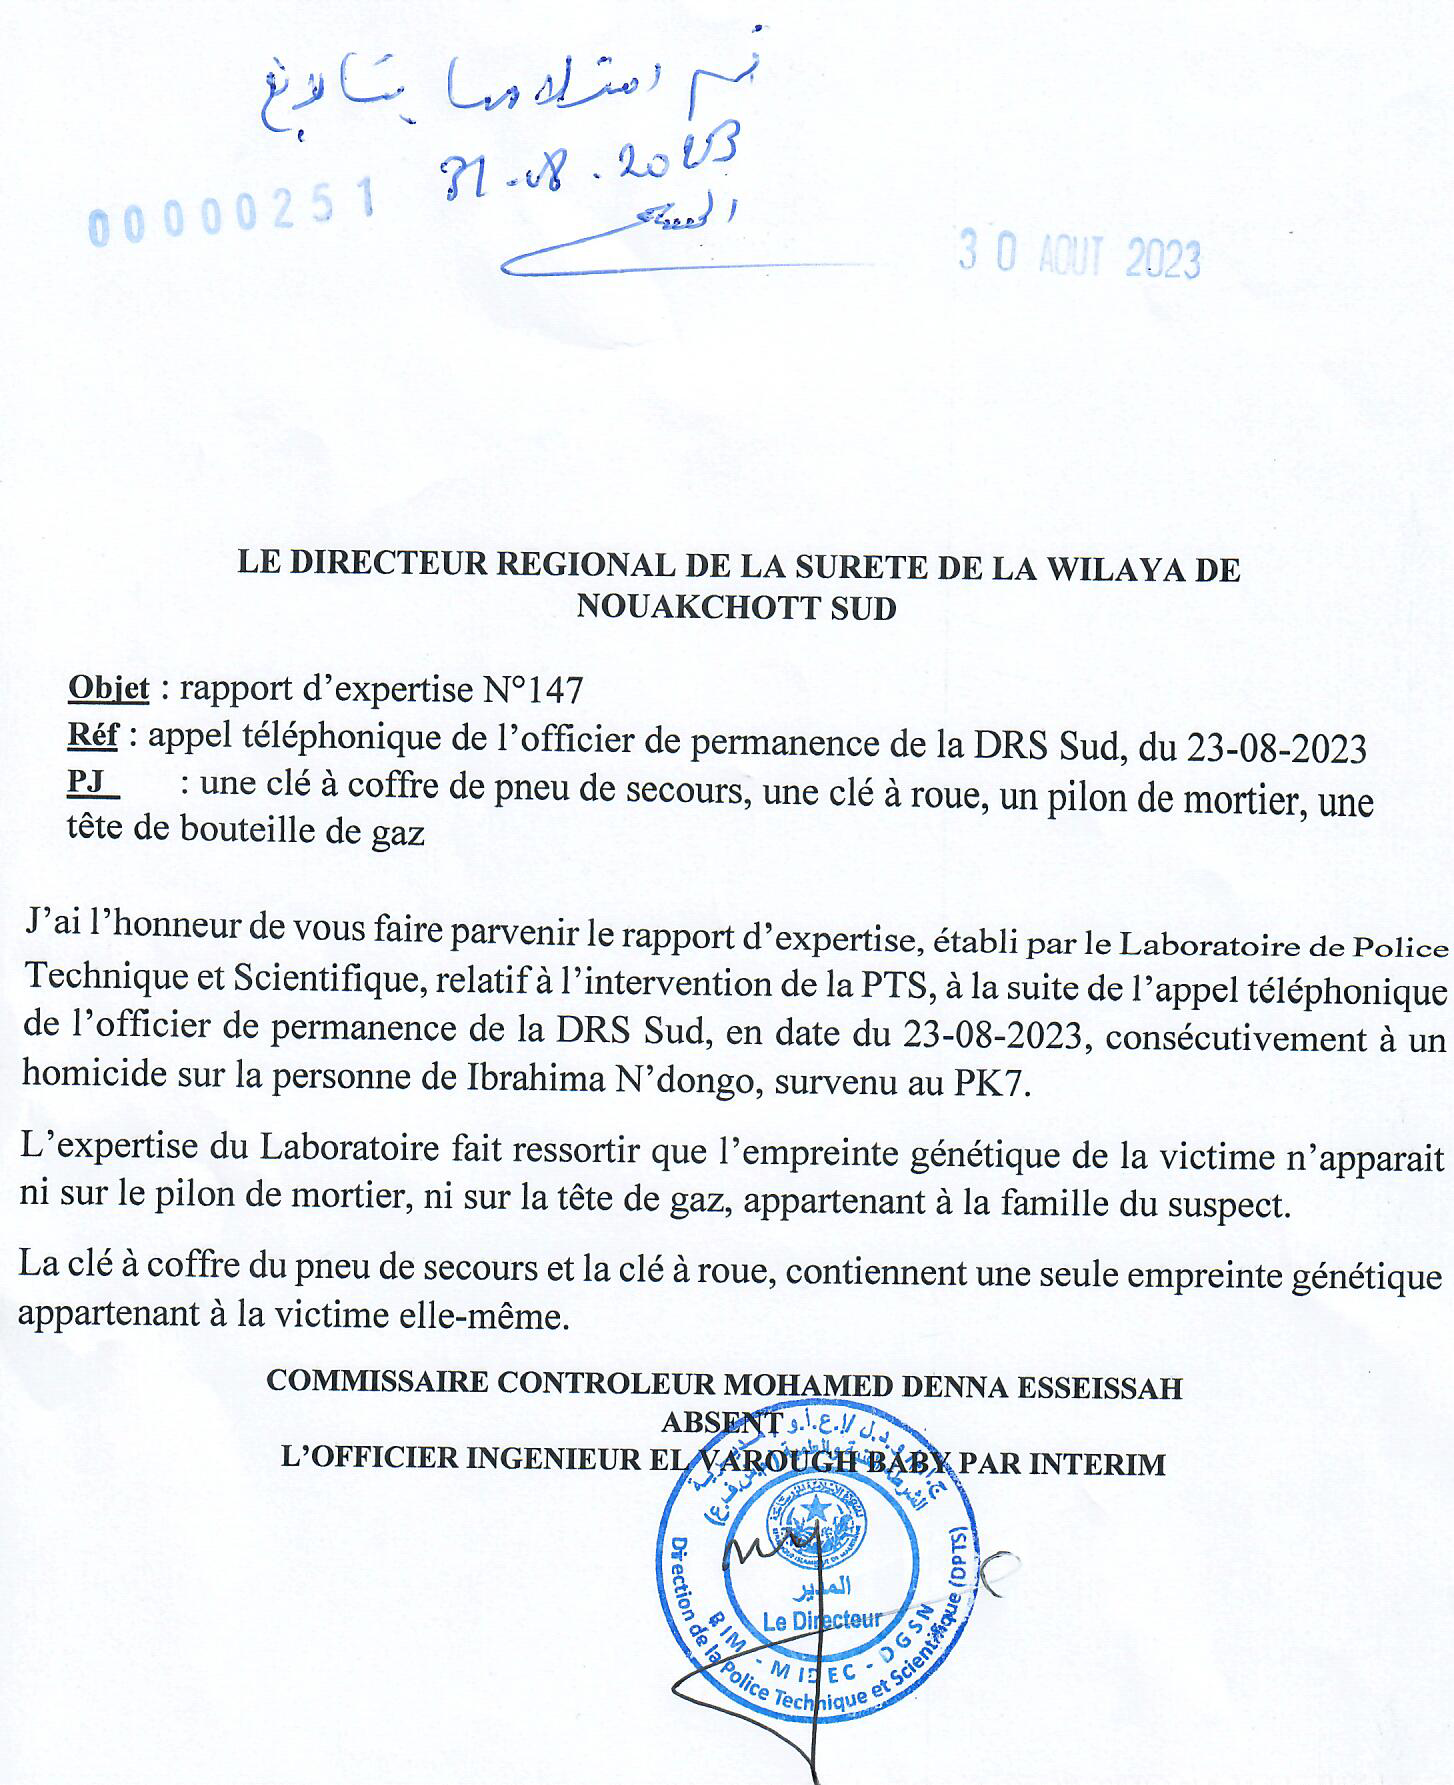 تم استلامها بتاريخ
31-08-2023
00000251
30 AOUT 2023
LE DIRECTEUR REGIONAL DE LA SURETE DE LA WILAYA DE
NOUAKCHOTT SUD
Objet : rapport d’expertise N°147
Réf : appel téléphonique de l’officier de permanence de la DRS Sud, du 23-08-2023
PJ : une clé à coffre de pneu de secours, une clé à roue, un pilon de mortier, une
tête de bouteille de gaz
J’ai l’honneur de vous faire parvenir le rapport d’expertise, établi par le Laboratoire de Police
Technique et Scientifique, relatif à l’intervention de la PTS, à la suite de l’appel téléphonique
de l’officier de permanence de la DRS Sud, en date du 23-08-2023, consécutivement à un
homicide sur la personne de Ibrahima N’dongo, survenu au PK7.
L’expertise du Laboratoire fait ressortir que l’empreinte génétique de la victime n’apparait
ni sur le pilon de mortier, ni sur la tête de gaz, appartenant à la famille du suspect.
La clé à coffre du pneu de secours et la clé à roue, contiennent une seule empreinte génétique
appartenant à la victime elle-même.
COMMISSAIRE CONTROLEUR MOHAMED DENNA ESSEISSAH
ABSENT
L’OFFICIER INGENIEUR EL VAROUGH BABY PAR INTERIM
المدير
Le Directeur
BIM - MIDEC - DGSN
Direction de la Police Technique et Scientifique (DPTS)